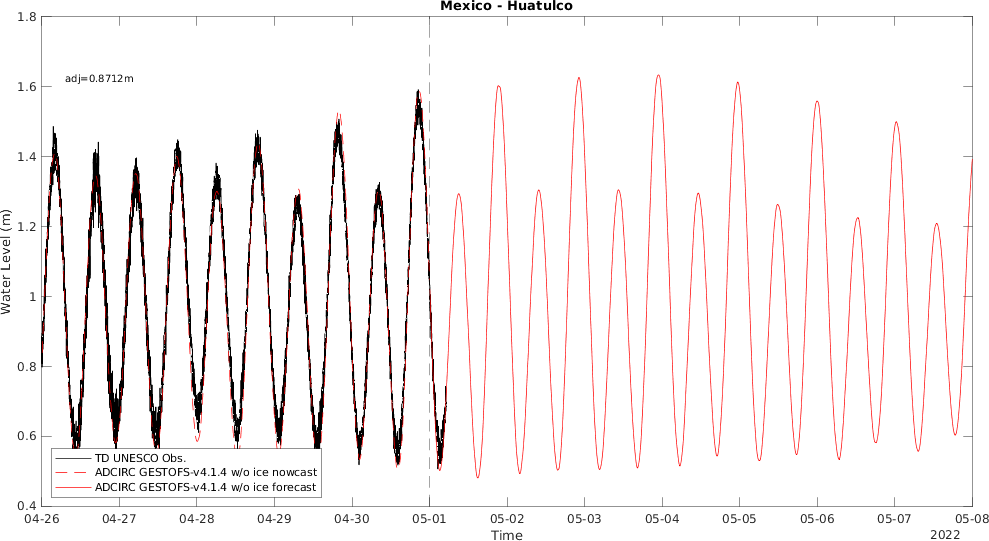 Mexico - Huatulco
1.8
1.6
1.4
1.2
1
0.8
0.6
0.4
Water Level (m)
adj=0.8712m
TD UNESCO Obs.
ADCIRC GESTOFS-v4.1.4 w/o ice nowcast
ADCIRC GESTOFS-v4.1.4 w/o ice forecast
04-26 04-27 04-28 04-29 04-30 05-01 05-02 05-03 05-04 05-05 05-06 05-07 05-08
Time
2022